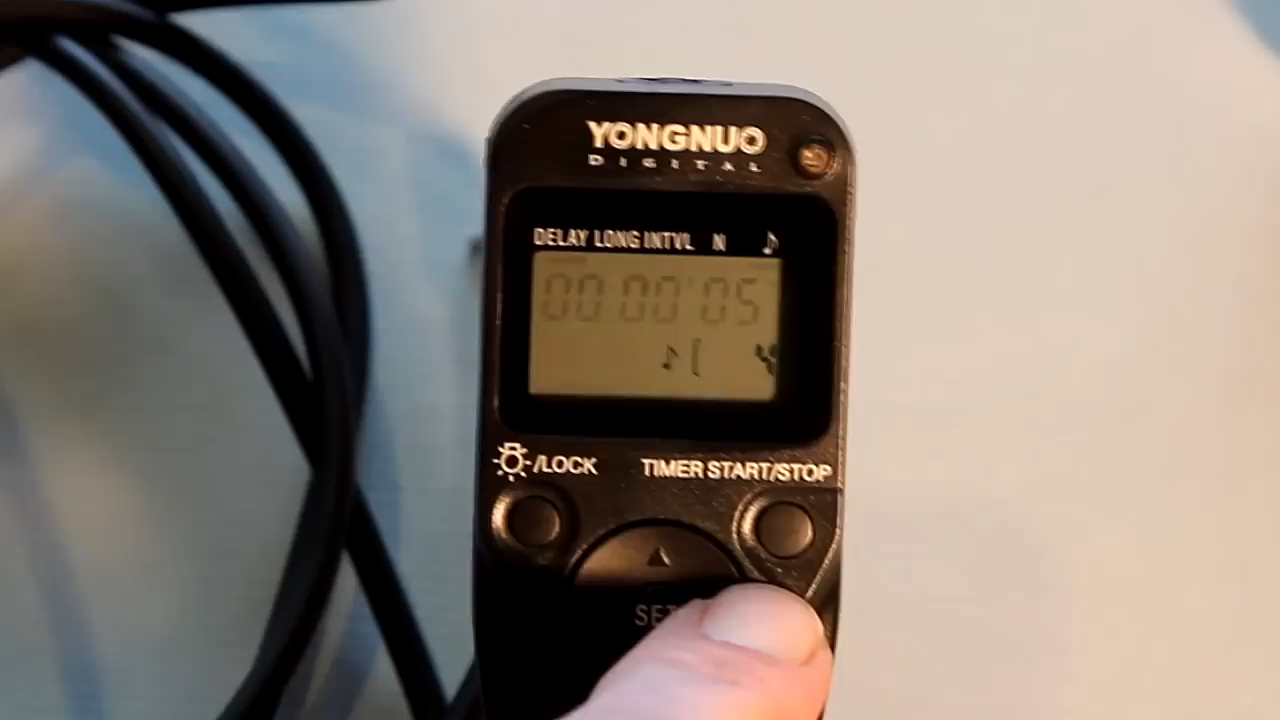 YONGNUO
DIGITAL
DELAY LONG INTVL N ♪
00 00'05
♪ [
/LOCK TIMER START/STOP